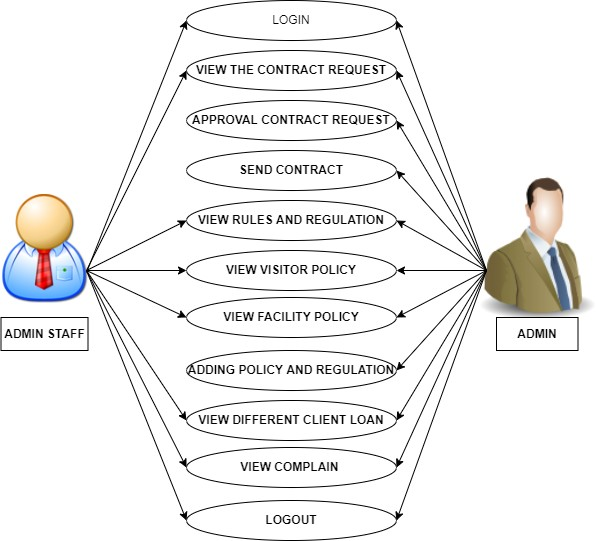 LOGIN
VIEW THE CONTRACT REQUEST
APPROVAL CONTRACT REQUEST
SEND CONTRACT
VIEW RULES AND REGULATION
VIEW VISITOR POLICY
VIEW FACILITY POLICY
ADMIN STAFF
ADMIN
ADDING POLICY AND REGULATION
VIEW DIFFERENT CLIENT LOAN
VIEW COMPLAIN
LOGOUT